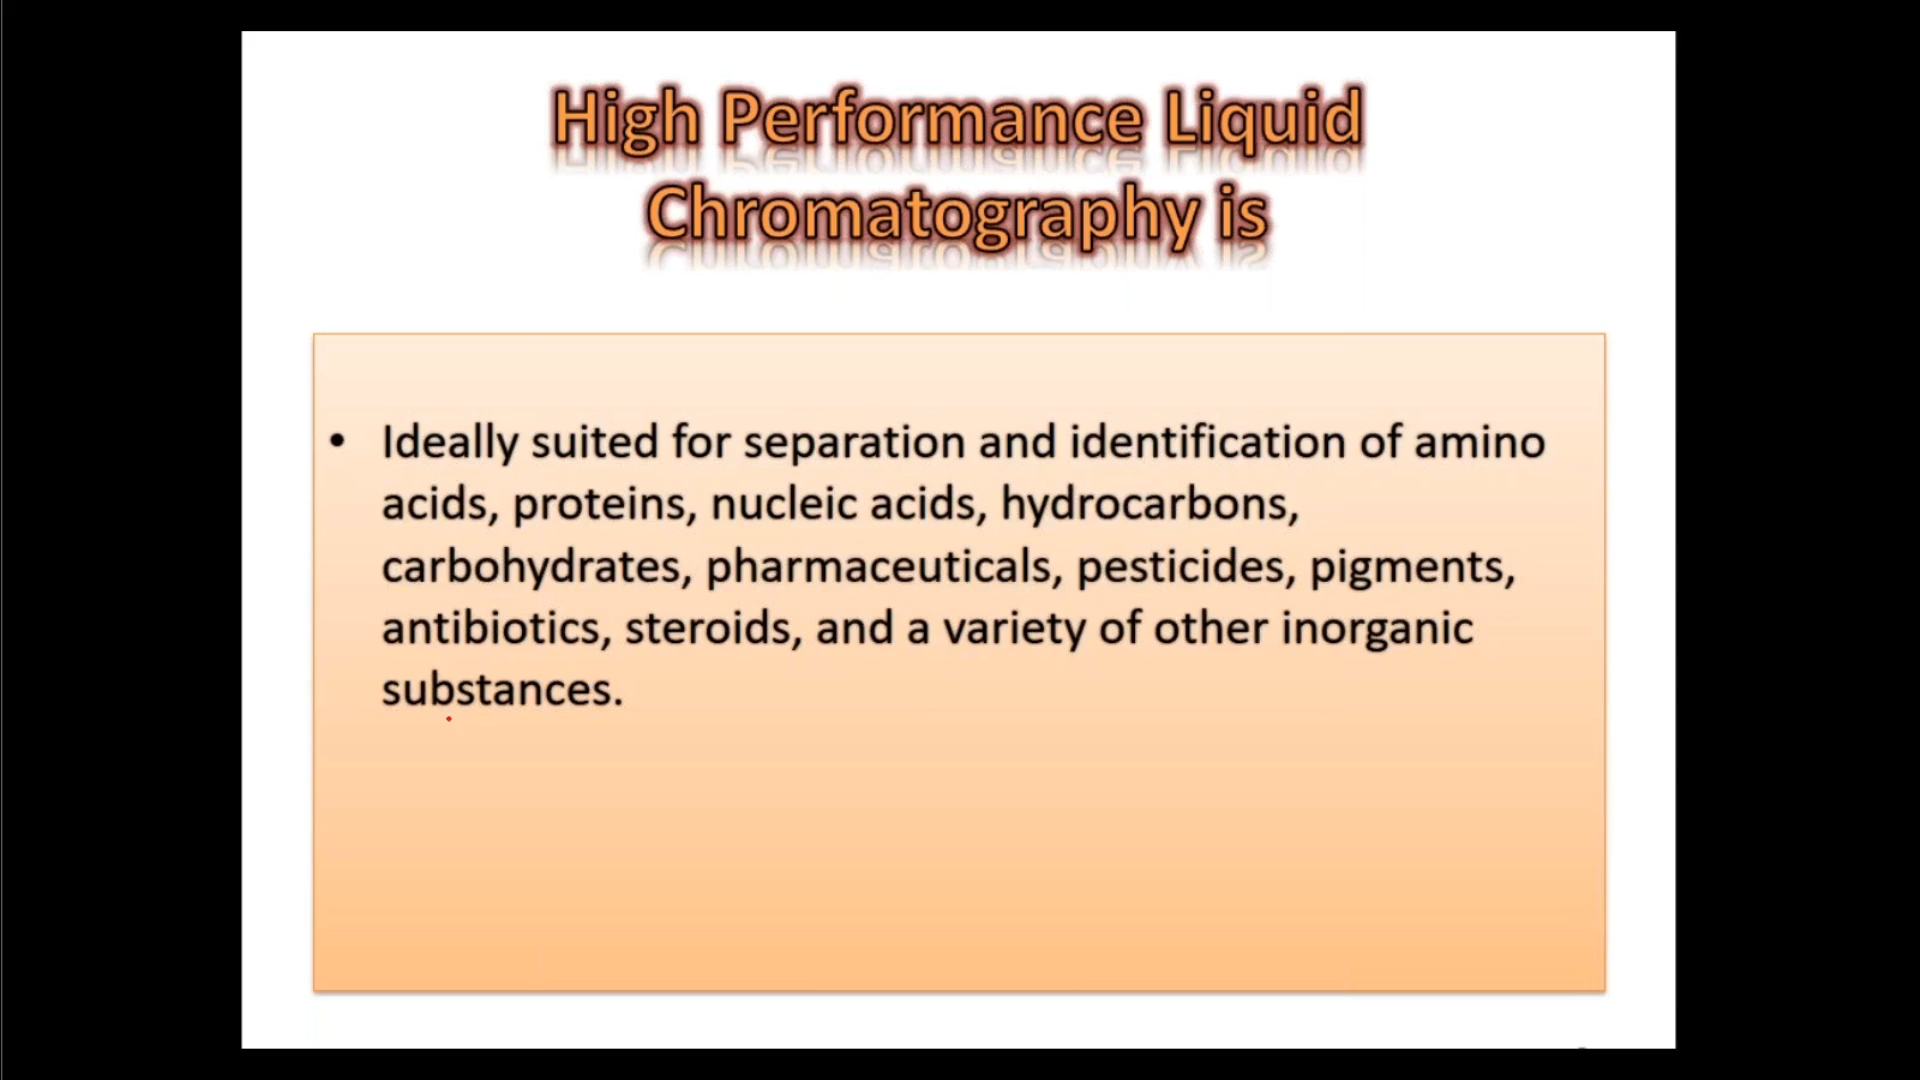 High Performance Liquid
Chromatography is
• Ideally suited for separation and identification of amino
acids, proteins, nucleic acids, hydrocarbons,
carbohydrates, pharmaceuticals, pesticides, pigments,
antibiotics, steroids, and a variety of other inorganic
substances.